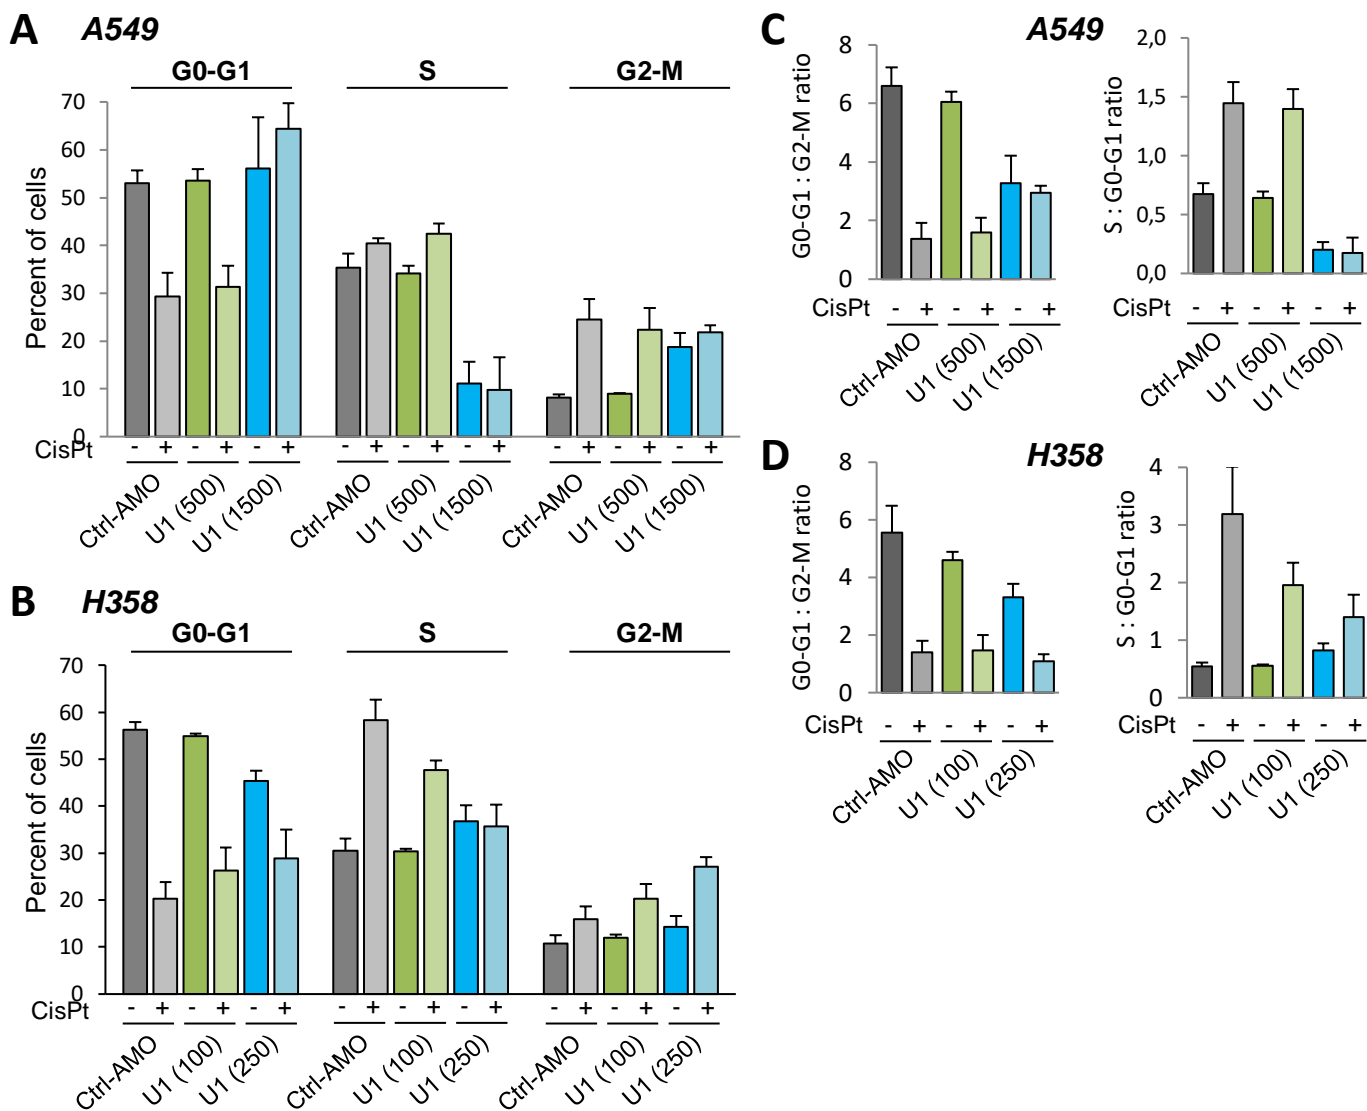 A A549
G0-G1 S G2-M
Percent of cells
70
60
50
40
30
20
10
0
CisPt - + - + - + - + - + - + - + - + - +
Ctrl-AMO U1 (500) U1 (1500) Ctrl-AMO U1 (500) U1 (1500) Ctrl-AMO U1 (500) U1 (1500)
B H358
G0-G1 S G2-M
Percent of cells
70
60
50
40
30
20
10
0
CisPt - + - + - + - + - + - + - + - + - +
Ctrl-AMO U1 (100) U1 (250) Ctrl-AMO U1 (100) U1 (250) Ctrl-AMO U1 (100) U1 (250)
C A549
G0-G1 : G2-M ratio
8
6
4
2
0
CisPt - + - + - +
Ctrl-AMO U1 (500) U1 (1500)
S : G0-G1 ratio
2,0
1,5
1,0
0,5
0,0
CisPt - + - + - +
Ctrl-AMO U1 (500) U1 (1500)
D H358
G0-G1 : G2-M ratio
8
6
4
2
0
CisPt - + - + - +
Ctrl-AMO U1 (100) U1 (250)
S : G0-G1 ratio
4
3
2
1
0
CisPt - + - + - +
Ctrl-AMO U1 (100) U1 (250)